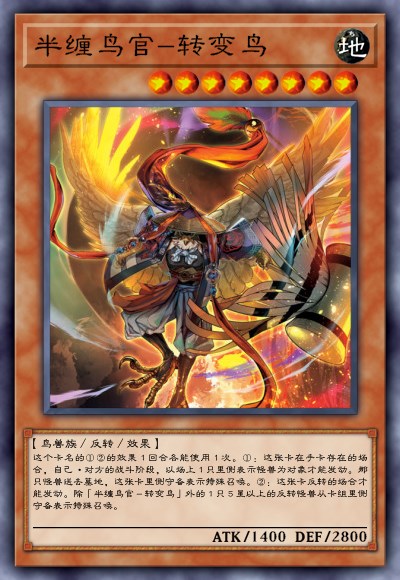 半缠鸟官-转变鸟
地
【鸟兽族/反转/效果】
这个卡名的①②的效果1回合各能使用1次。①：这张卡在手卡存在的场
合，自己·对方的战斗阶段，以场上1只里侧表示怪兽为对象才能发动。那
只怪兽送去墓地，这张卡里侧守备表示特殊召唤。②：这张卡反转的场合才
能发动。除「半缠鸟官-转变鸟」外的1只5星以上的反转怪兽从卡组里侧
守备表示特殊召唤。
ATK/1400 DEF/2800